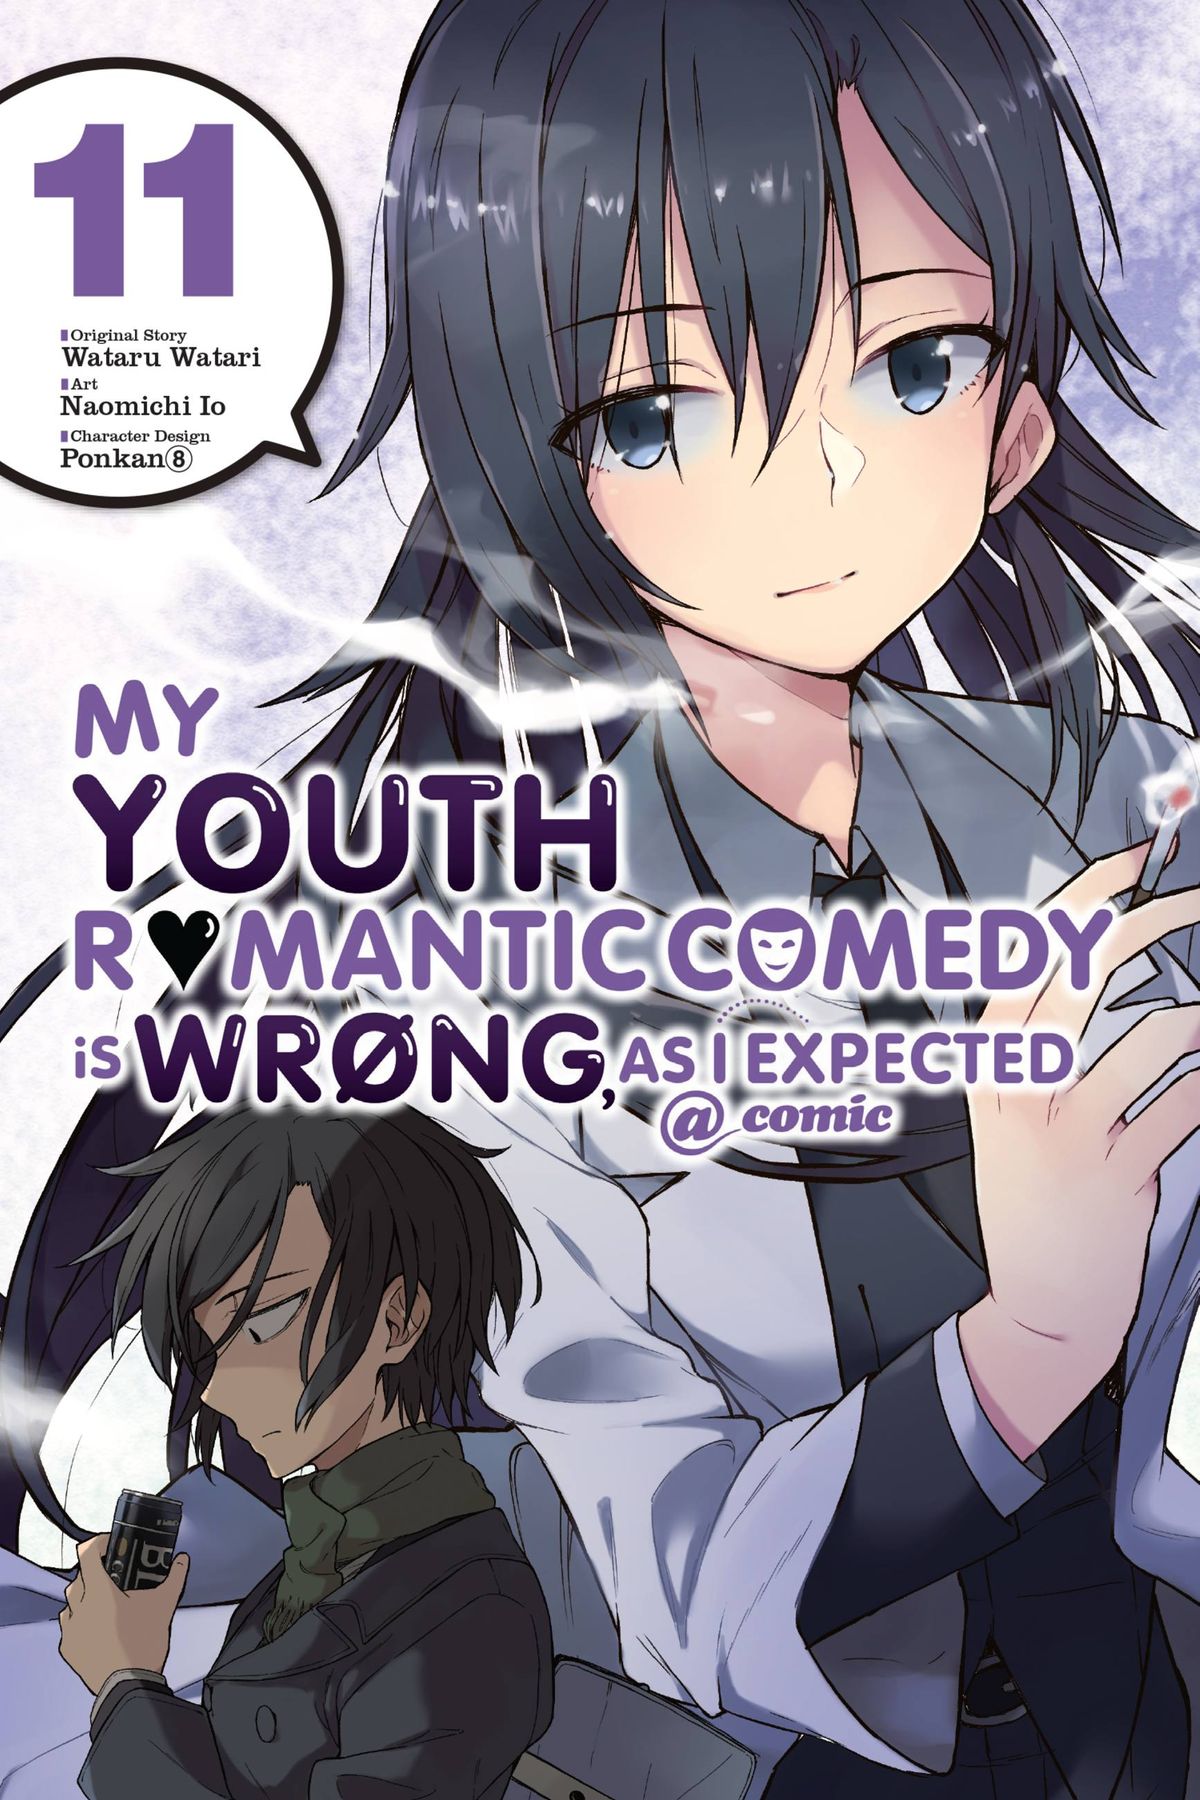 11
Original Story
Wataru Watari
Art
Naomichi Io
Character Design
Ponkan⑧
MY
YOUTH
R♥MANTIC COMEDY
iS WRØNG, AS I EXPECTED
@ comic
BL